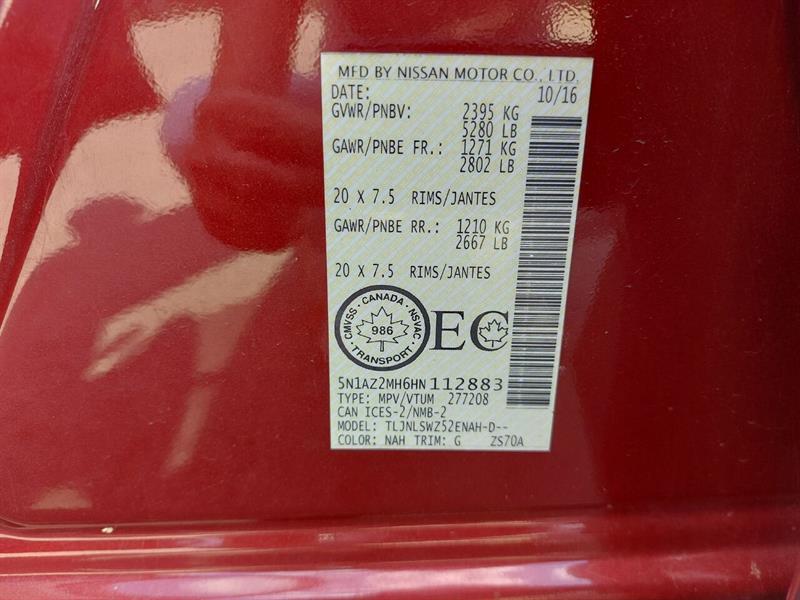 MFD BY NISSAN MOTOR CO., LTD.
DATE: 10/16
GVWR/PNBV: 2395 KG
5280 LB
GAWR/PNBE FR.: 1271 KG
2802 LB
20 X 7.5 RIMS/JANTES
GAWR/PNBE RR.: 1210 KG
2667 LB
20 X 7.5 RIMS/JANTES
CMVSS · CANADA · NSVAC · TRANSPORT ·
986
EC
5N1AZ2MH6HN112883
TYPE: MPV/VTUM 277208
CAN ICES-2/NMB-2
MODEL: TLJNLSWZ52ENAH-D--
COLOR: NAH TRIM: G ZS70A